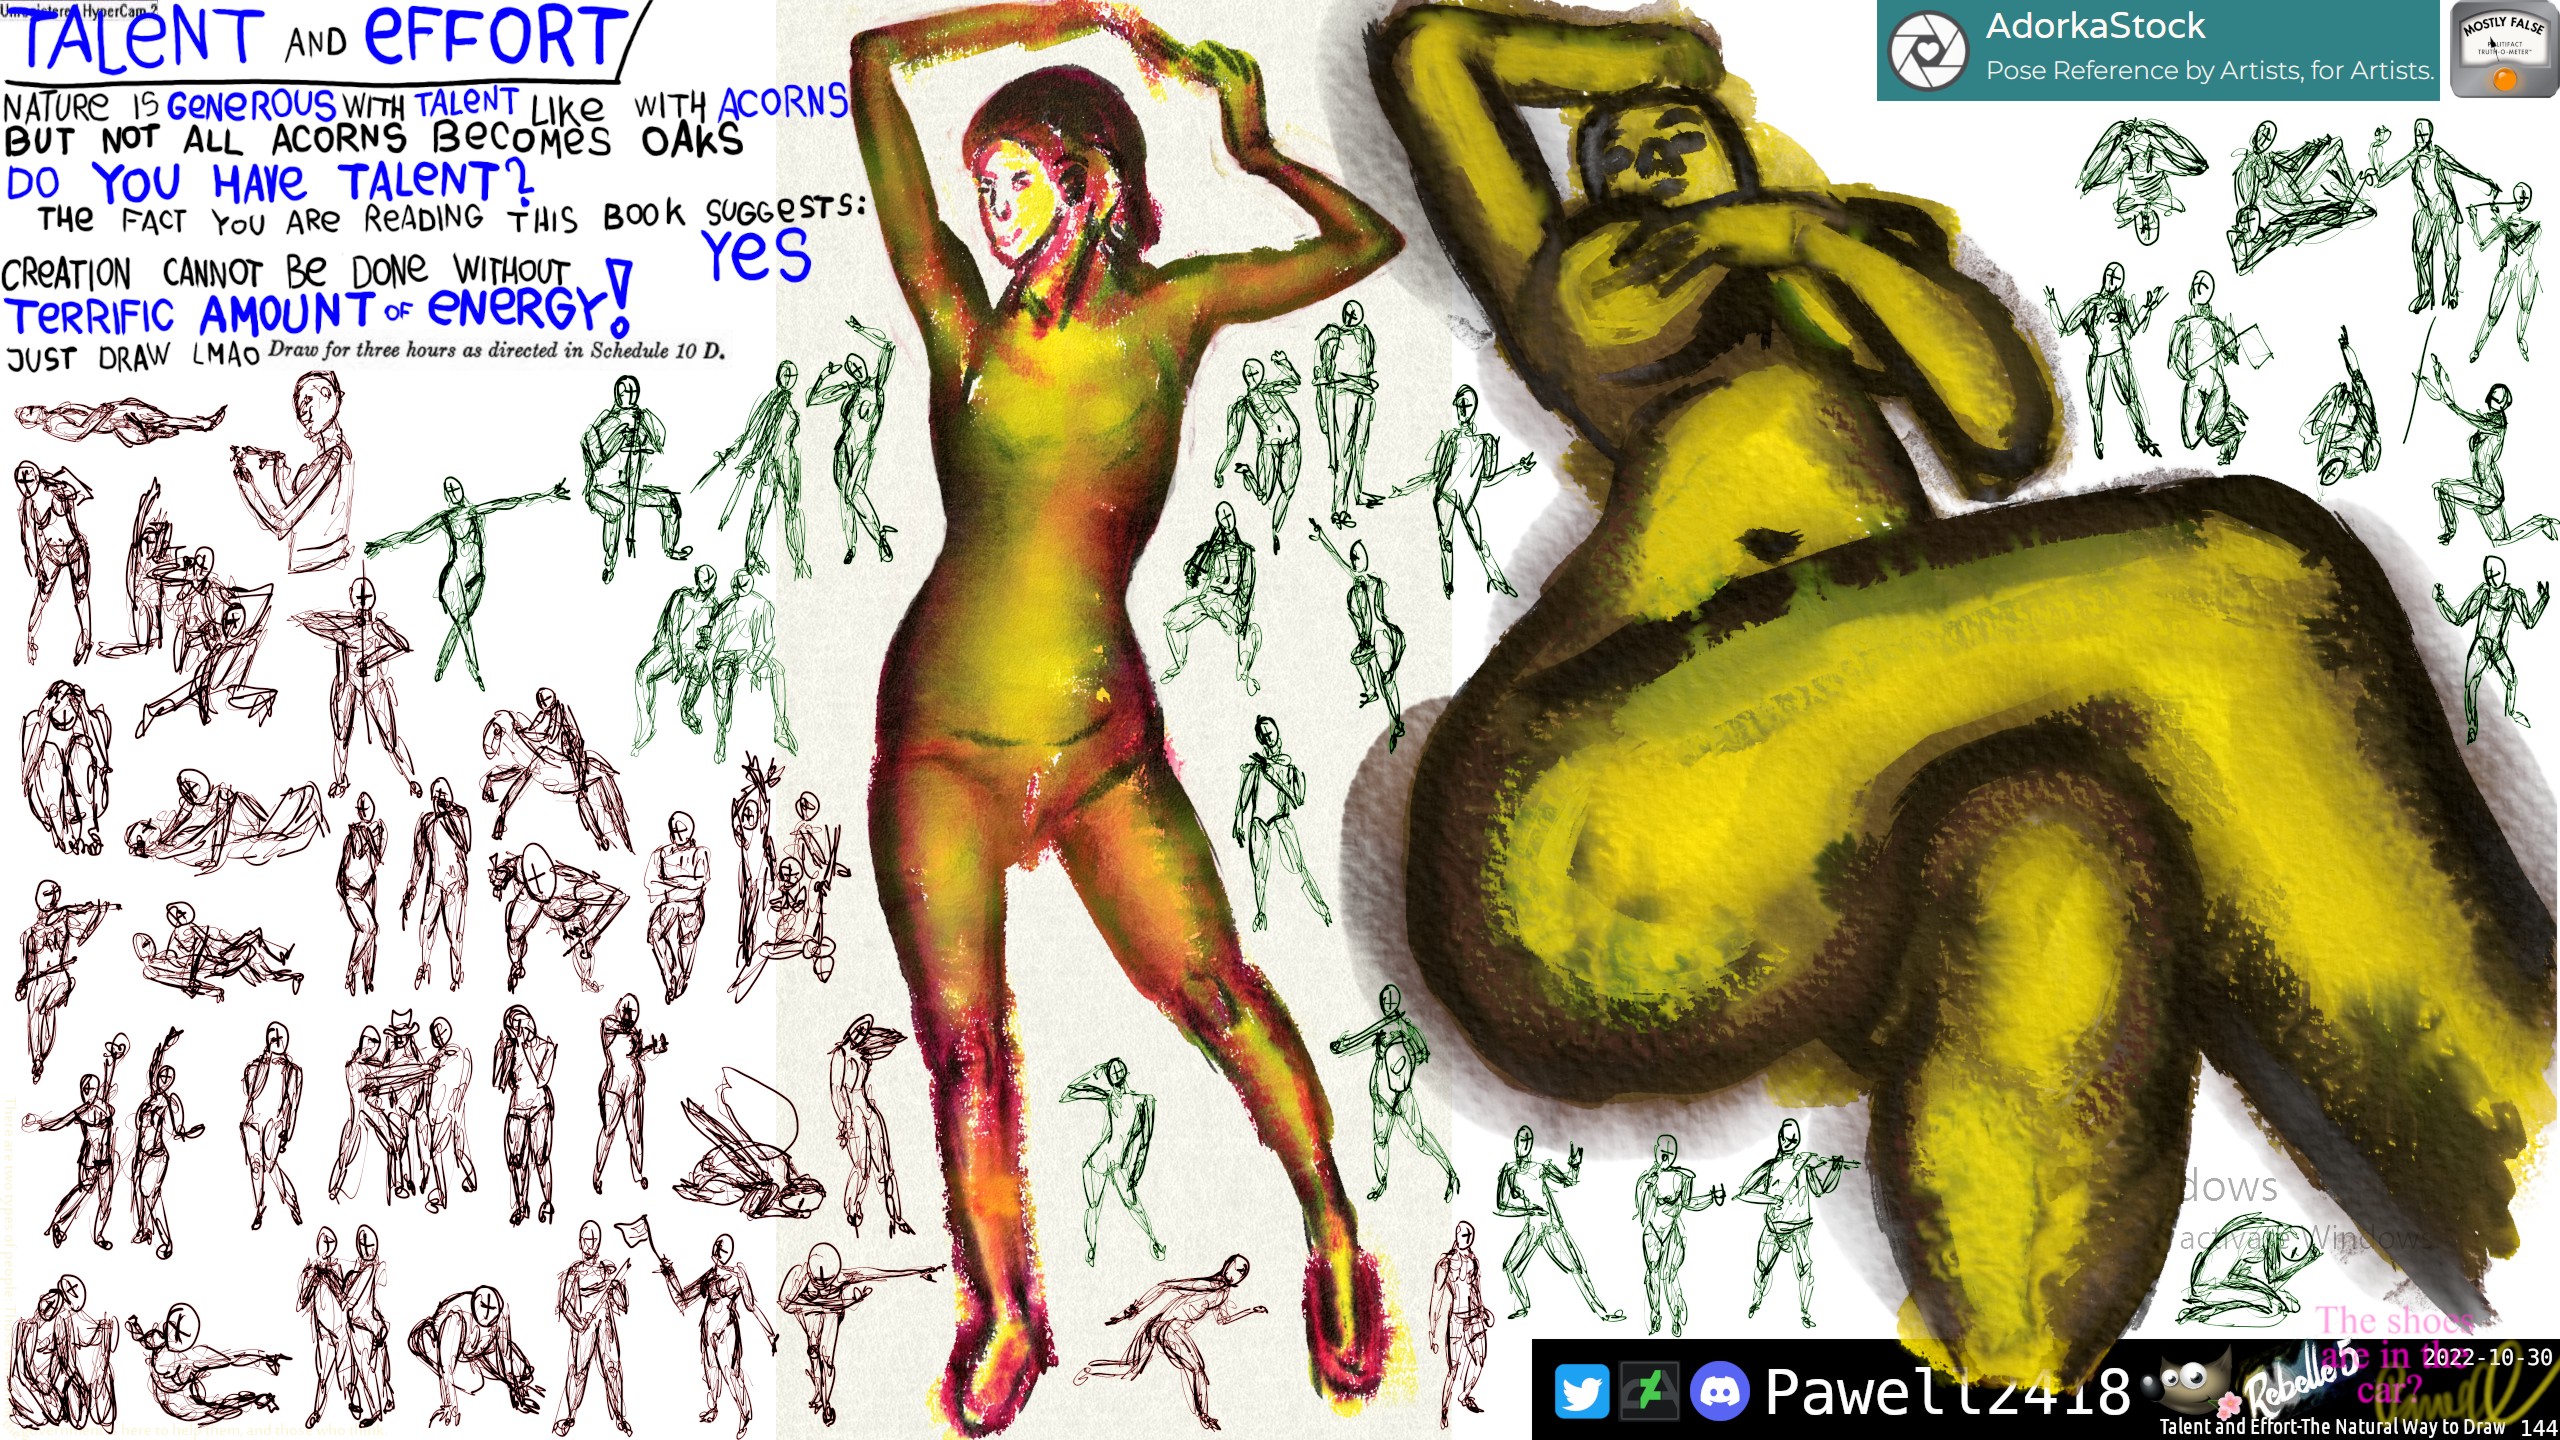 Unregistered HyperCam 2
TALENT AND EFFORT
NATURE IS GENEROUS WITH TALENT LIKE WITH ACORNS
BUT NOT ALL ACORNS BECOMES OAKS
DO YOU HAVE TALENT?
THE FACT YOU ARE READING THIS BOOK SUGGESTS:
YES
CREATION CANNOT BE DONE WITHOUT
TERRIFIC AMOUNT OF ENERGY!
JUST DRAW LMAO Draw for three hours as directed in Schedule 10 D.
AdorkaStock
Pose Reference by Artists, for Artists.
MOSTLY FALSE
POLITIFACT
TRUTH-O-METER™
dows
activate Windows
The shoes
are in the
car?
2022-10-30
Pawel12418
Rebelle 5
Talent and Effort-The Natural Way to Draw 144